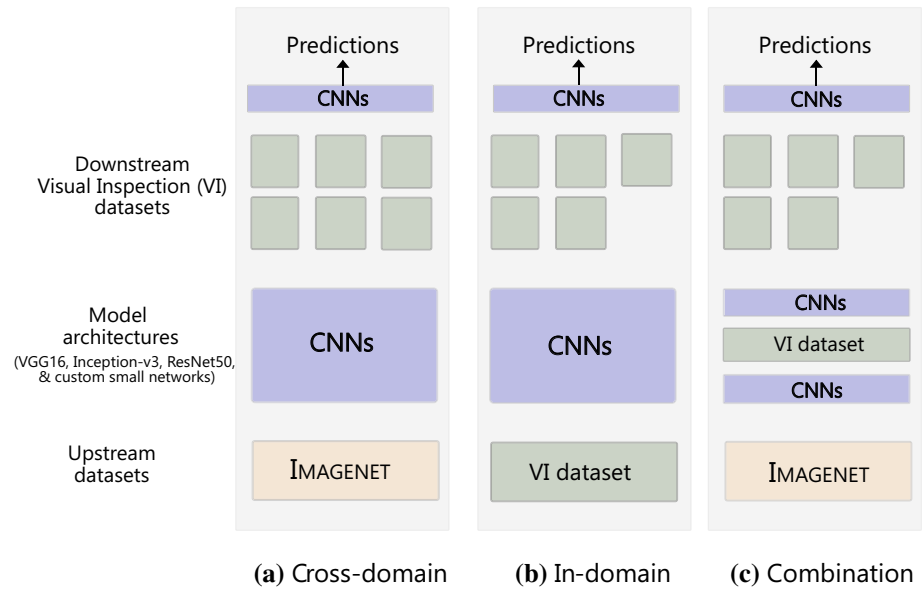 Predictions
Predictions
Predictions
CNNs
CNNs
CNNs
Downstream
Visual Inspection (VI)
datasets
Model
architectures
(VGG16, Inception-v3, ResNet50,
& custom small networks)
CNNs
CNNs
CNNs
VI dataset
CNNs
Upstream
datasets
IMAGENET
VI dataset
IMAGENET
(a) Cross-domain
(b) In-domain
(c) Combination